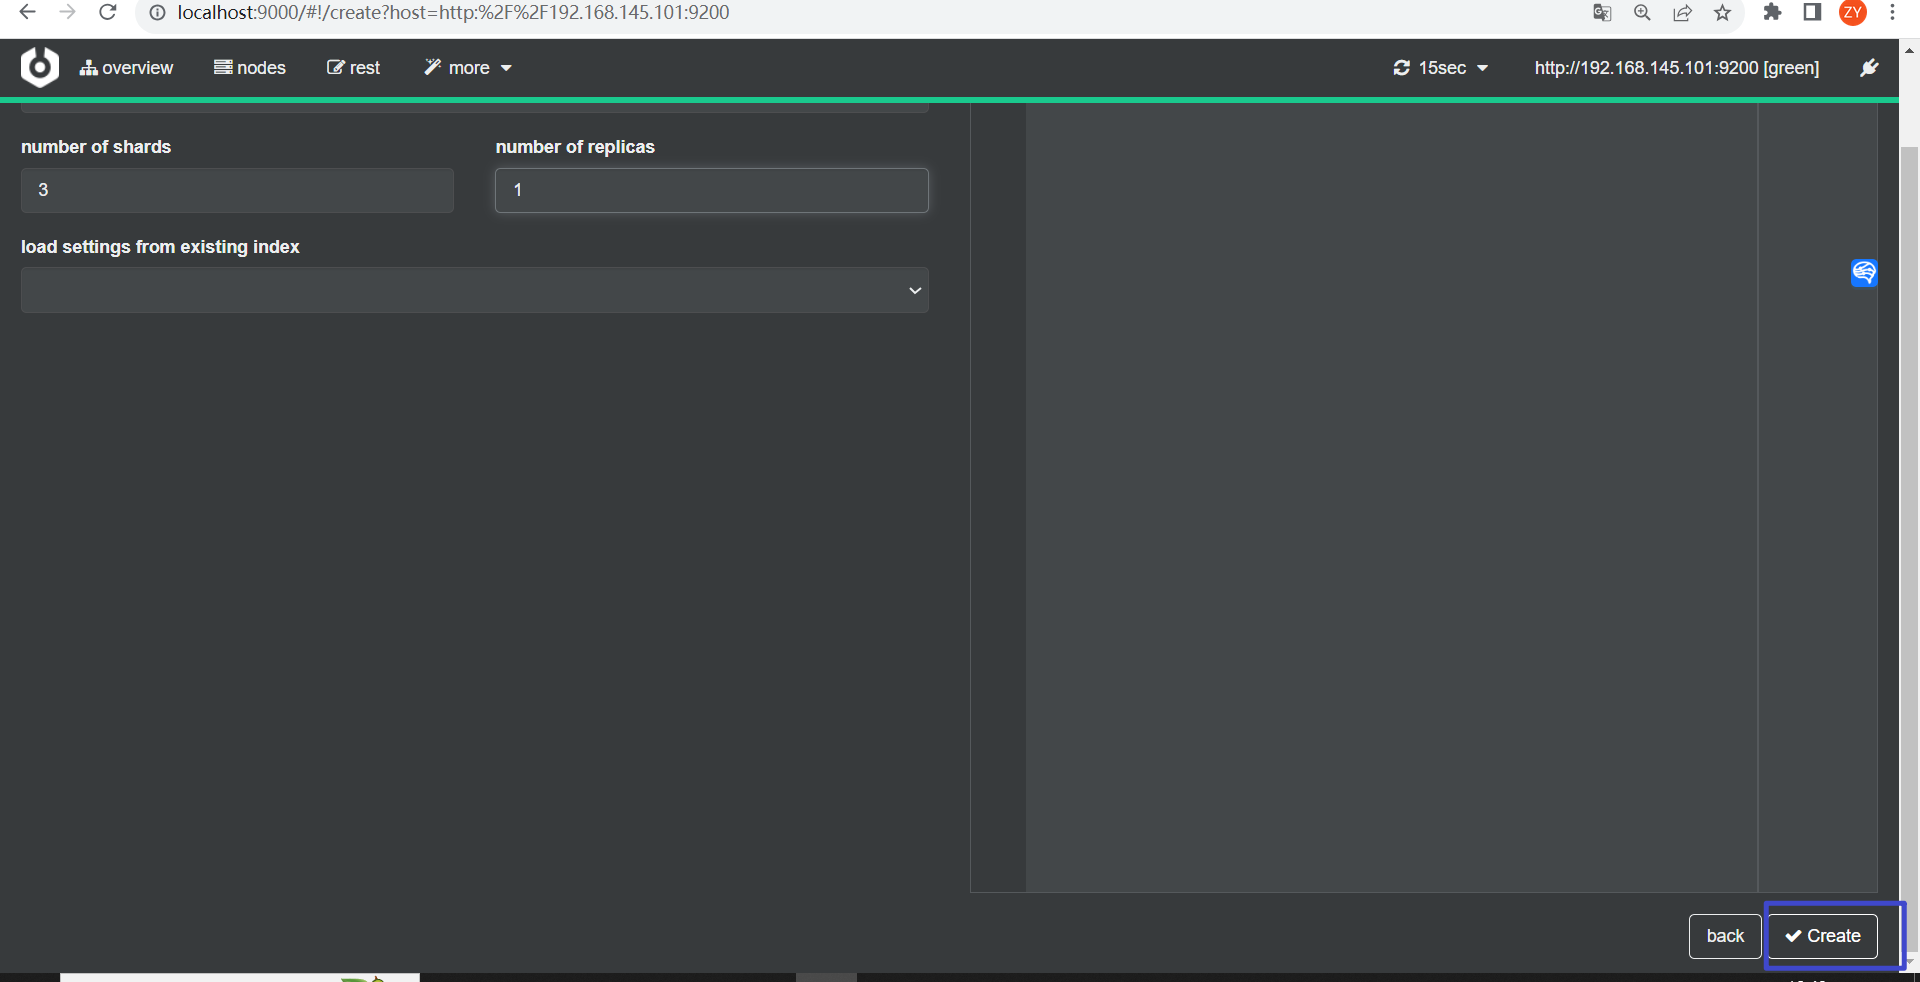 localhost:9000/#!/create?host=http:%2F%2F192.168.145.101:9200
ZY
overview nodes rest more 15sec http://192.168.145.101:9200 [green]
number of shards number of replicas
3 1
load settings from existing index
back Create